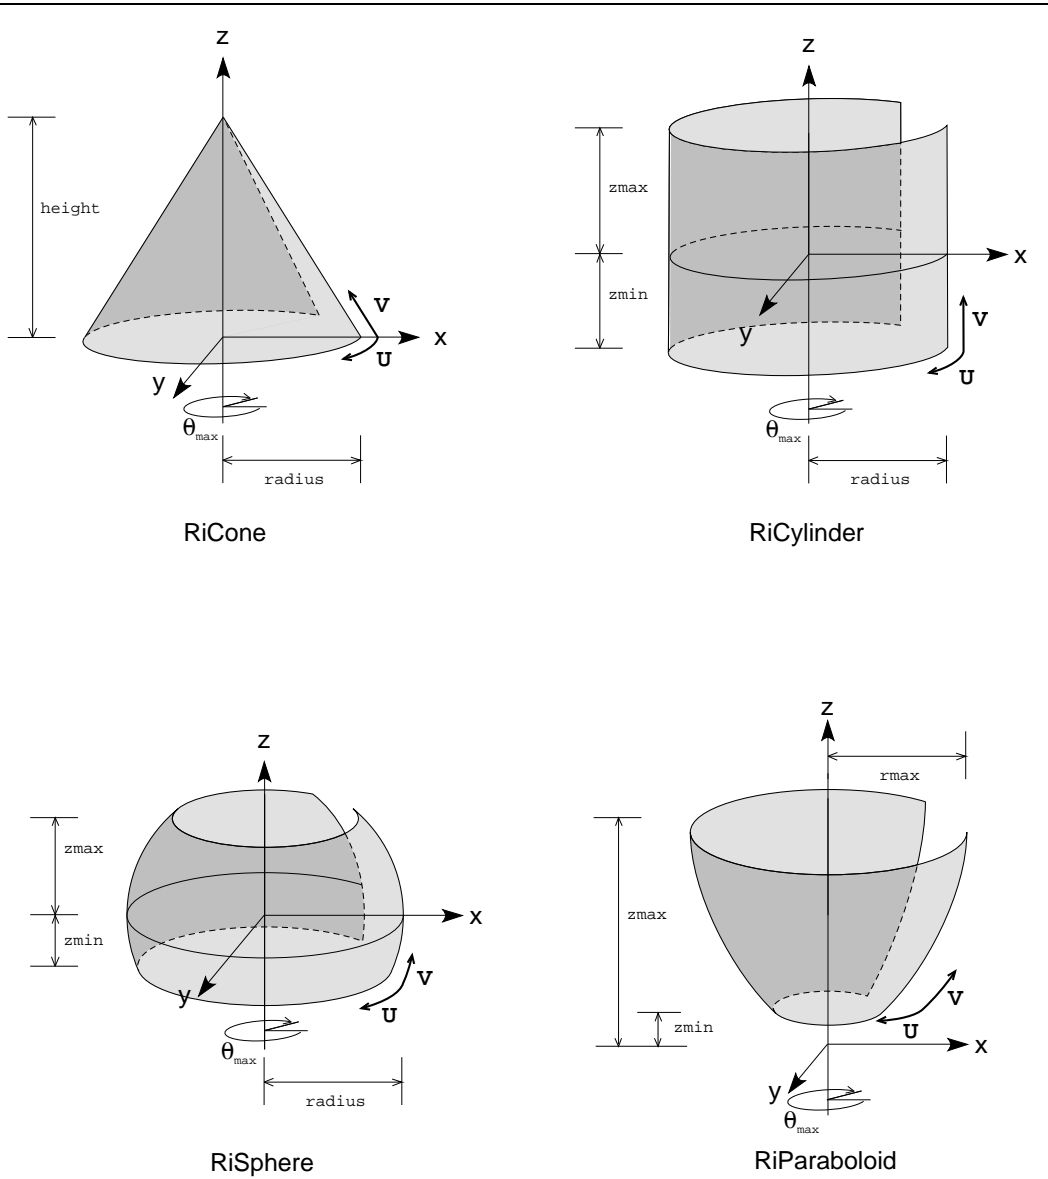 z
height
V
x
U
y
θmax
radius
RiCone
z
zmax
x
zmin
V
y
U
θmax
radius
RiCylinder
z
zmax
x
zmin
V
y
U
θmax
radius
RiSphere
z
rmax
zmax
V
zmin
U
x
y
θmax
RiParaboloid